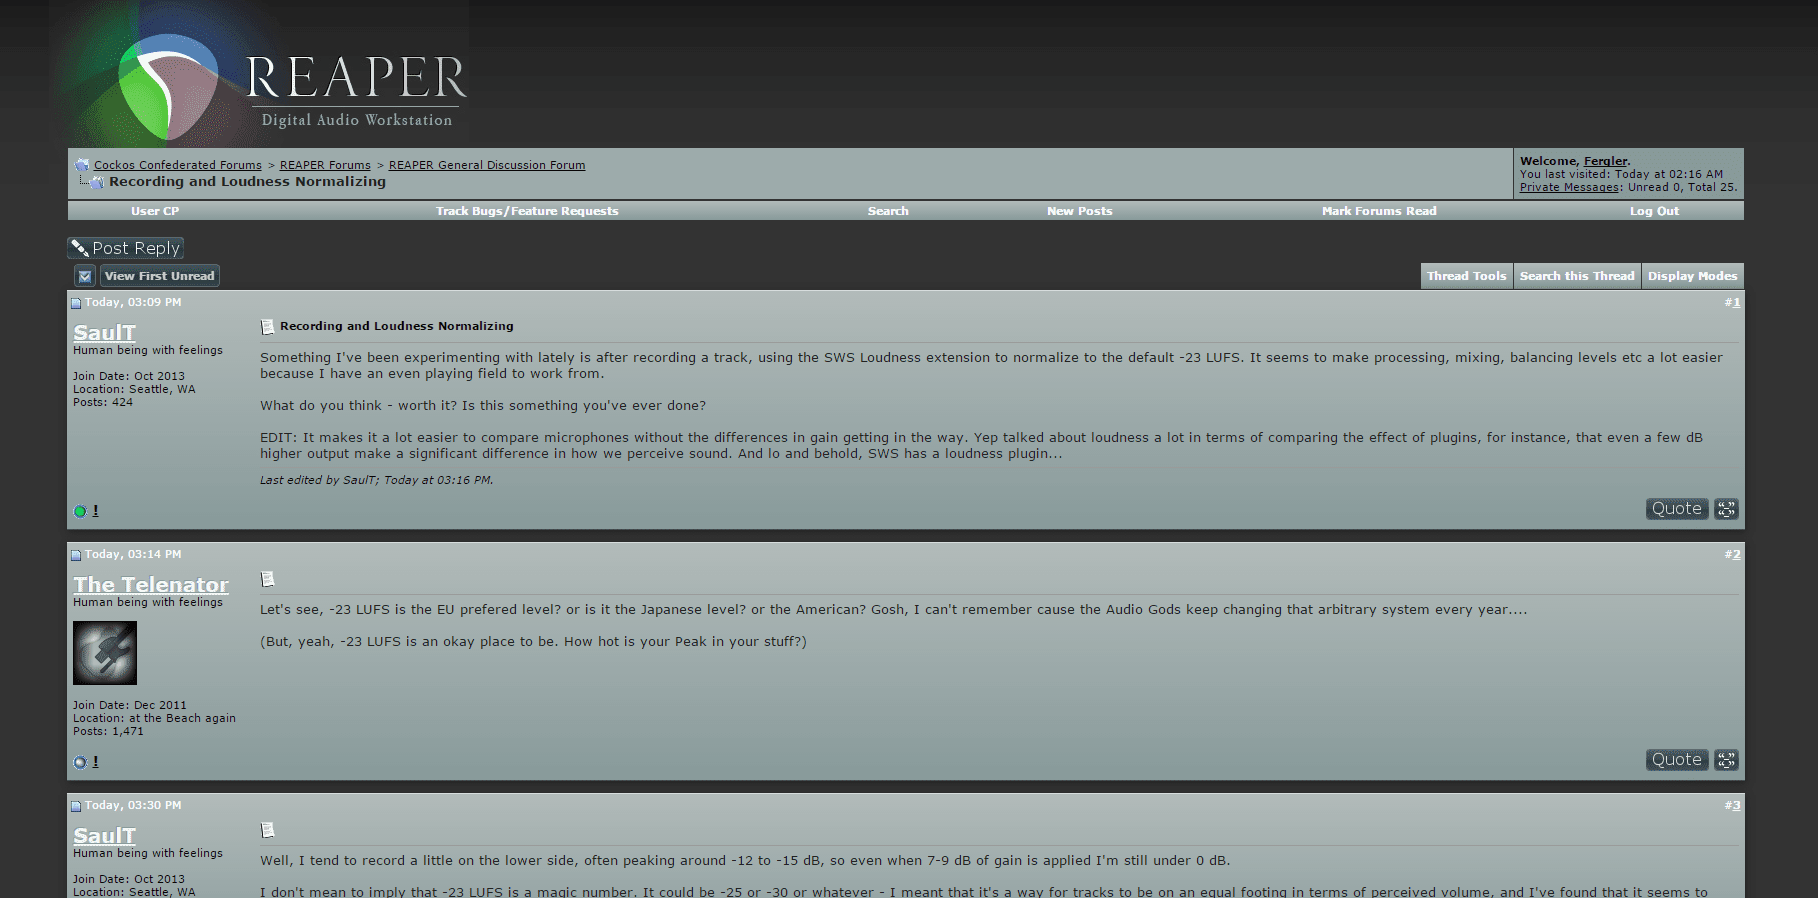 REAPER
Digital Audio Workstation
Cockos Confederated Forums > REAPER Forums > REAPER General Discussion Forum
Recording and Loudness Normalizing
Welcome, Fergler.
You last visited: Today at 02:16 AM
Private Messages: Unread 0, Total 25.
User CP Track Bugs/Feature Requests Search New Posts Mark Forums Read Log Out
Post Reply
View First Unread
Thread Tools Search this Thread Display Modes
Today, 03:09 PM #1
SaulT
Human being with feelings
Join Date: Oct 2013
Location: Seattle, WA
Posts: 424
Recording and Loudness Normalizing
Something I've been experimenting with lately is after recording a track, using the SWS Loudness extension to normalize to the default -23 LUFS. It seems to make processing, mixing, balancing levels etc a lot easier
because I have an even playing field to work from.
What do you think - worth it? Is this something you've ever done?
EDIT: It makes it a lot easier to compare microphones without the differences in gain getting in the way. Yep talked about loudness a lot in terms of comparing the effect of plugins, for instance, that even a few dB
higher output make a significant difference in how we perceive sound. And lo and behold, SWS has a loudness plugin...
Last edited by SaulT; Today at 03:16 PM.
!
Quote
Today, 03:14 PM #2
The Telenator
Human being with feelings
Join Date: Dec 2011
Location: at the Beach again
Posts: 1,471
Let's see, -23 LUFS is the EU prefered level? or is it the Japanese level? or the American? Gosh, I can't remember cause the Audio Gods keep changing that arbitrary system every year....
(But, yeah, -23 LUFS is an okay place to be. How hot is your Peak in your stuff?)
!
Quote
Today, 03:30 PM #3
SaulT
Human being with feelings
Join Date: Oct 2013
Location: Seattle, WA
Well, I tend to record a little on the lower side, often peaking around -12 to -15 dB, so even when 7-9 dB of gain is applied I'm still under 0 dB.
I don't mean to imply that -23 LUFS is a magic number. It could be -25 or -30 or whatever - I meant that it's a way for tracks to be on an equal footing in terms of perceived volume, and I've found that it seems to